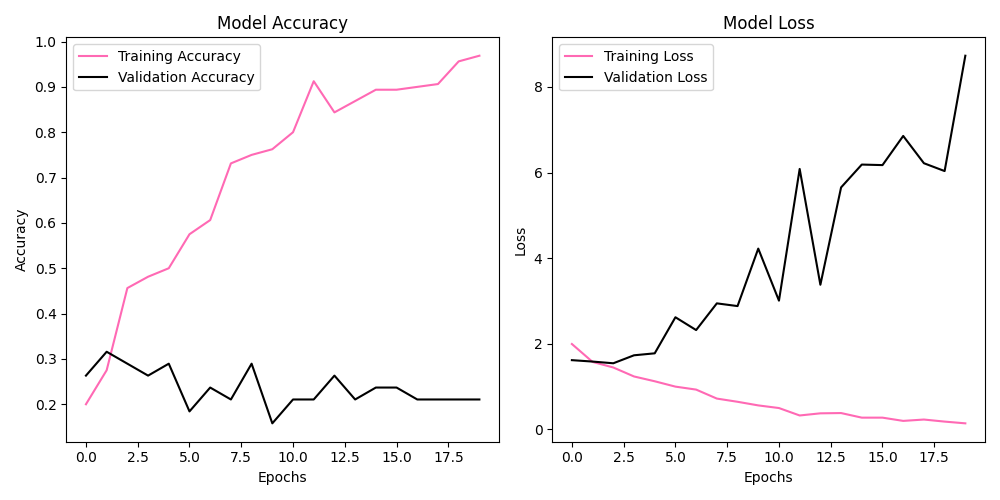 Model Accuracy
Training Accuracy
Validation Accuracy
Accuracy
1.0
0.9
0.8
0.7
0.6
0.5
0.4
0.3
0.2
0.0 2.5 5.0 7.5 10.0 12.5 15.0 17.5
Epochs
Model Loss
Training Loss
Validation Loss
Loss
8
6
4
2
0
0.0 2.5 5.0 7.5 10.0 12.5 15.0 17.5
Epochs